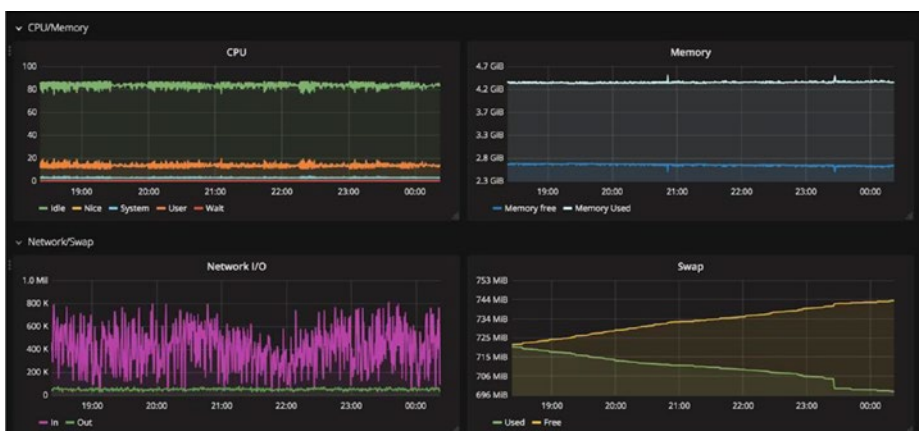 CPU/Memory
CPU
100
80
60
40
20
0
19:00 20:00 21:00 22:00 23:00 00:00
Idle Nice System User Wait
Memory
4.7 GiB
4.2 GiB
3.7 GiB
3.3 GiB
2.8 GiB
2.3 GiB
19:00 20:00 21:00 22:00 23:00 00:00
Memory free Memory Used
Network/Swap
Network I/O
1.0 Mil
800 K
600 K
400 K
200 K
0
19:00 20:00 21:00 22:00 23:00 00:00
In Out
Swap
753 MiB
744 MiB
734 MiB
725 MiB
715 MiB
706 MiB
696 MiB
19:00 20:00 21:00 22:00 23:00 00:00
Used Free